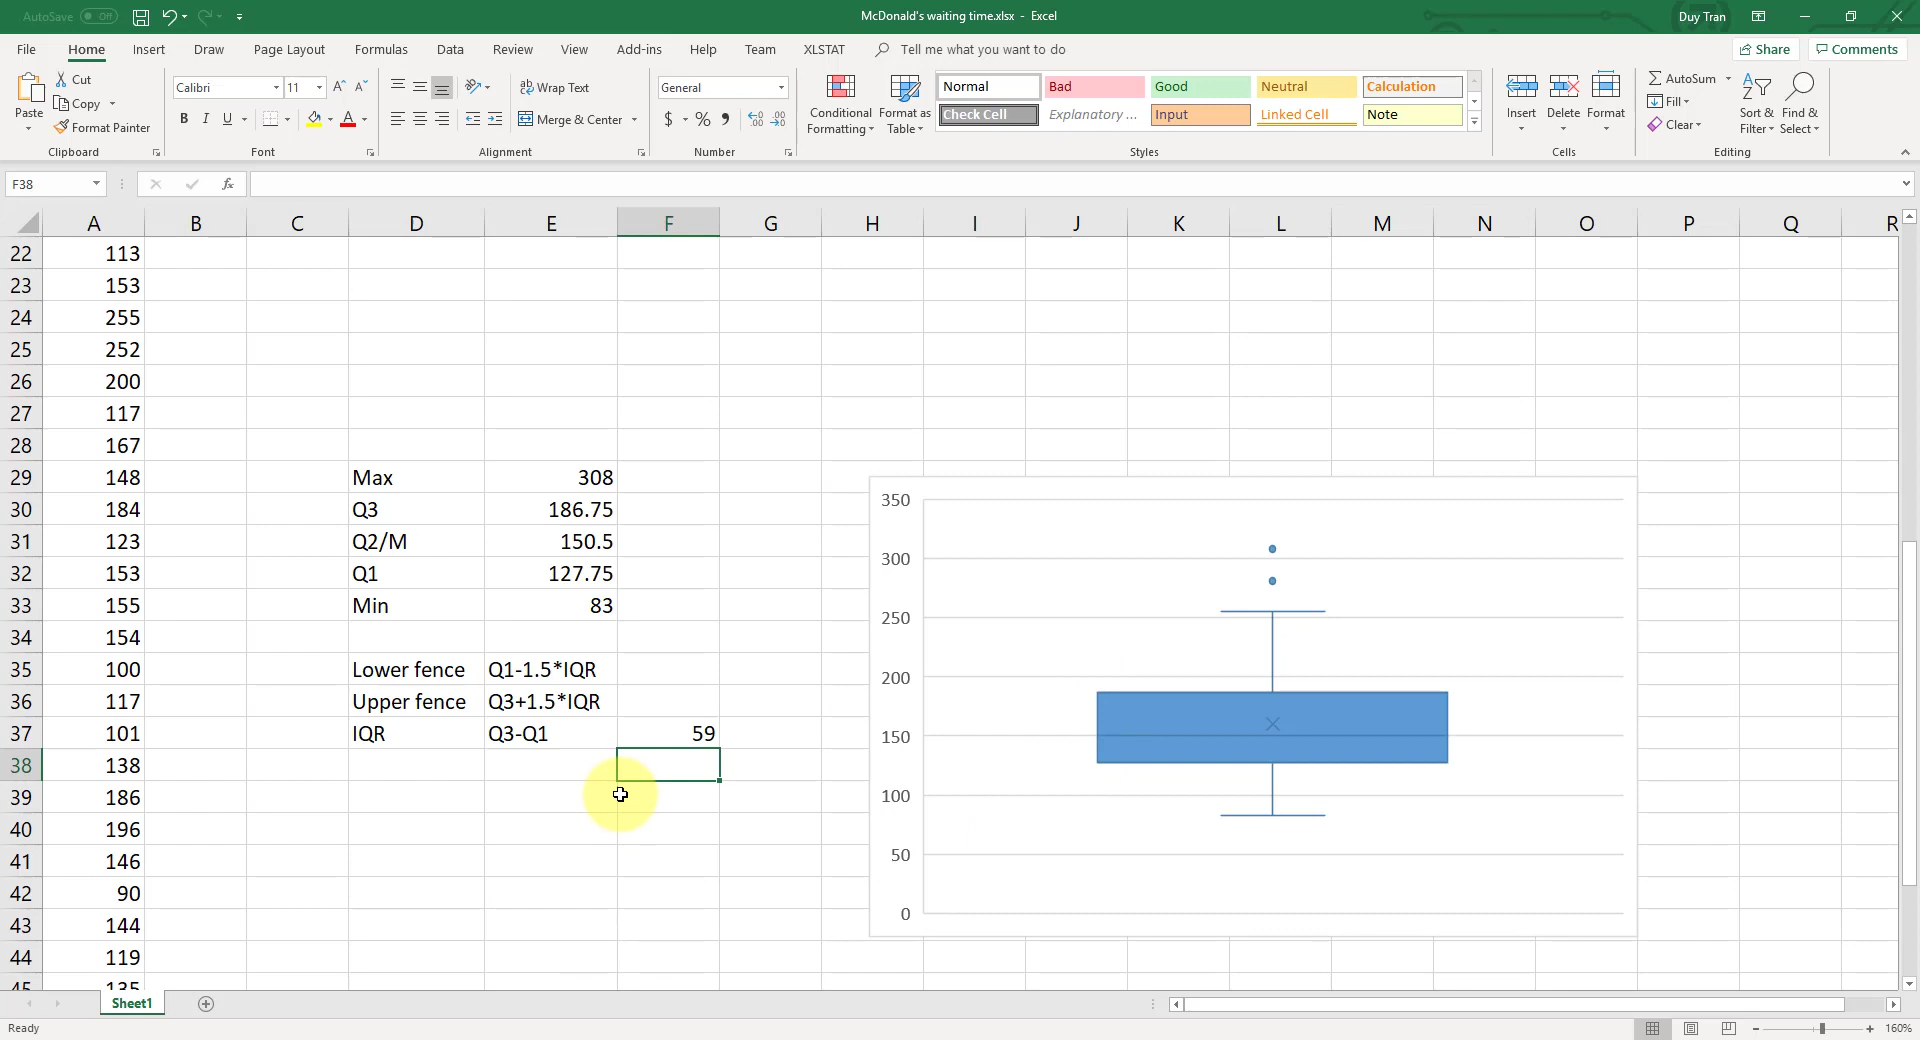 AutoSave Off
McDonald's waiting time.xlsx - Excel
Duy Tran
File Home Insert Draw Page Layout Formulas Data Review View Add-ins Help Team XLSTAT Tell me what you want to do
Share Comments
Paste
Cut
Copy
Format Painter
Clipboard
Calibri 11
B I U A
Font
Wrap Text
Merge & Center
Alignment
General
$ %
Number
Conditional Formatting
Format as Table
Normal Bad Good Neutral Calculation
Check Cell Explanatory ... Input Linked Cell Note
Styles
Insert Delete Format
Cells
AutoSum
Fill
Clear
Sort & Filter
Find & Select
Editing
F38
fx
A B C D E F G H I J K L M N O P Q R
22 113
23 153
24 255
25 252
26 200
27 117
28 167
29 148 Max 308
30 184 Q3 186.75
31 123 Q2/M 150.5
32 153 Q1 127.75
33 155 Min 83
34 154
35 100 Lower fence Q1-1.5*IQR
36 117 Upper fence Q3+1.5*IQR
37 101 IQR Q3-Q1 59
38 138
39 186
40 196
41 146
42 90
43 144
44 119
45 135
350
300
250
200
150
100
50
0
Sheet1
Ready
160%